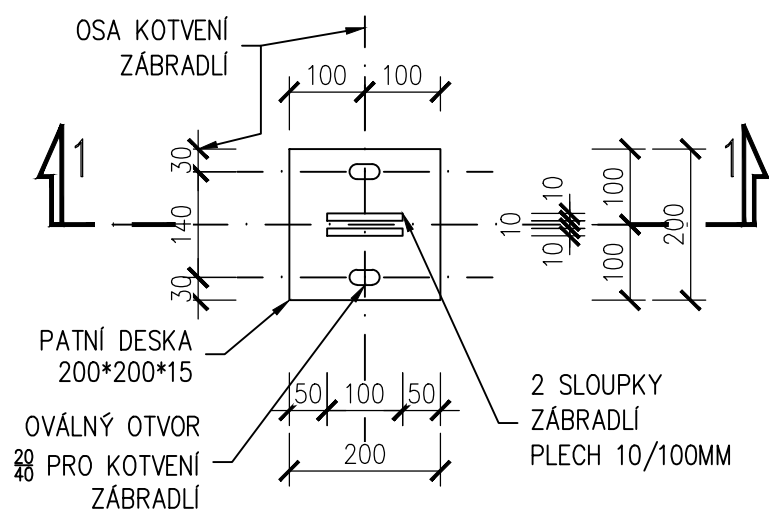 OSA KOTVENÍ
ZÁBRADLÍ
100 100
1
1
30
140
30
10
10
10
100
100
200
PATNÍ DESKA
200*200*15
50 100 50
200
OVÁLNÝ OTVOR
20/40 PRO KOTVENÍ
ZÁBRADLÍ
2 SLOUPKY
ZÁBRADLÍ
PLECH 10/100MM